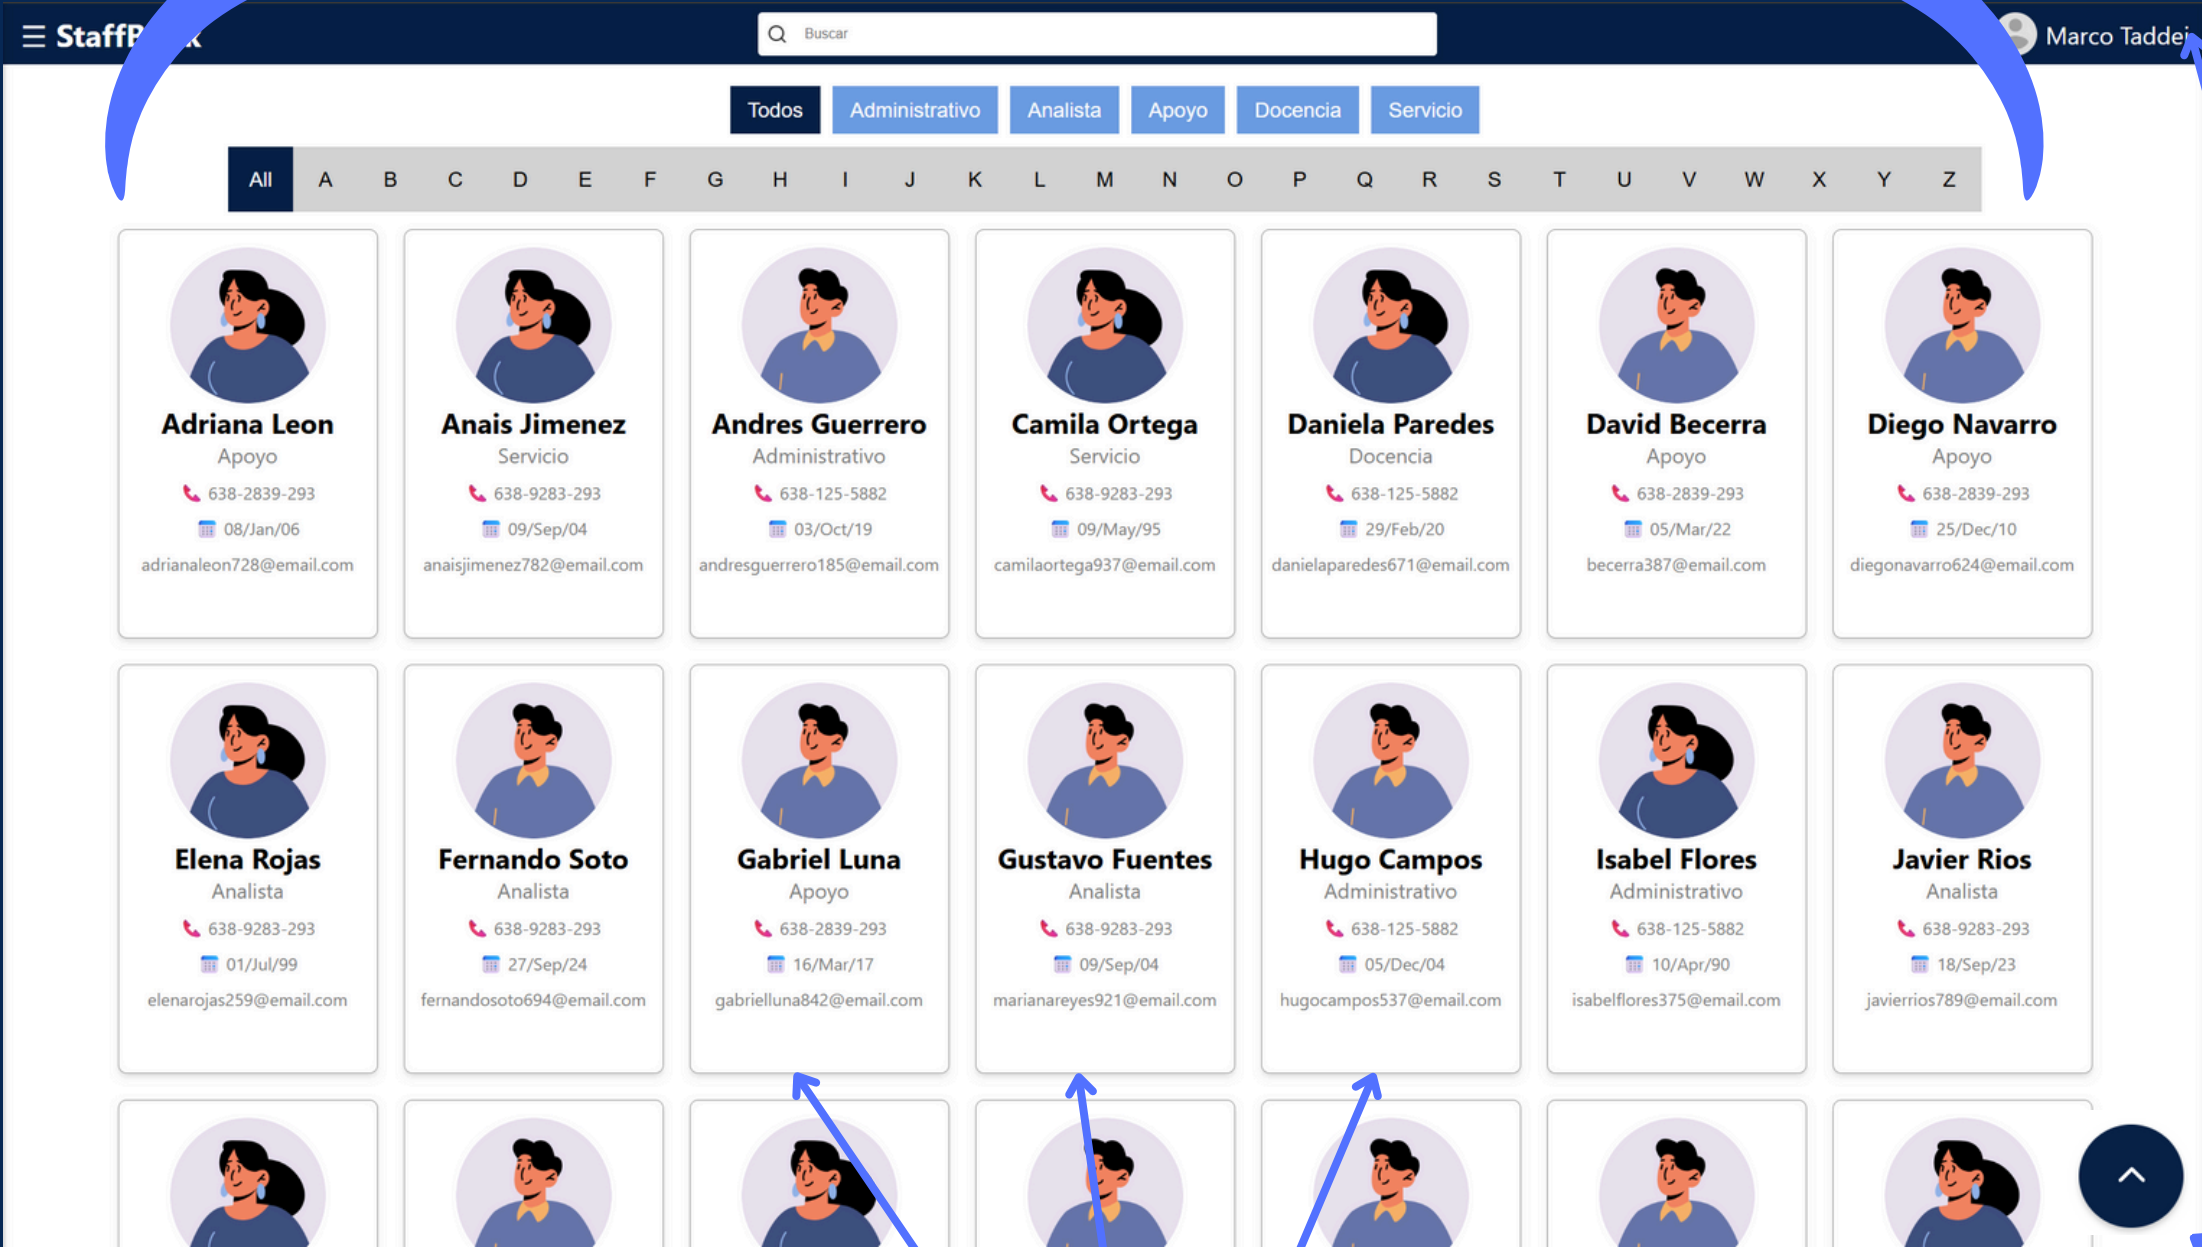 Buscar
Marco Taddei
Todos Administrativo Analista Apoyo Docencia Servicio
All A B C D E F G H I J K L M N O P Q R S T U V W X Y Z
Adriana Leon
Apoyo
638-2839-293
08/Jan/06
adrianaleon728@email.com
Anais Jimenez
Servicio
638-9283-293
09/Sep/04
anaisjimenez782@email.com
Andres Guerrero
Administrativo
638-125-5882
03/Oct/19
andresguerrero185@email.com
Camila Ortega
Servicio
638-9283-293
09/May/95
camilaortega937@email.com
Daniela Paredes
Docencia
638-125-5882
29/Feb/20
danielaparedes671@email.com
David Becerra
Apoyo
638-2839-293
05/Mar/22
becerra387@email.com
Diego Navarro
Apoyo
638-2839-293
25/Dec/10
diegonavarro624@email.com
Elena Rojas
Analista
638-9283-293
01/Jul/99
elenarojas259@email.com
Fernando Soto
Analista
638-9283-293
27/Sep/24
fernandosoto694@email.com
Gabriel Luna
Apoyo
638-2839-293
16/Mar/17
gabrielluna842@email.com
Gustavo Fuentes
Analista
638-9283-293
09/Sep/04
marianareyes921@email.com
Hugo Campos
Administrativo
638-125-5882
05/Dec/04
hugocampos537@email.com
Isabel Flores
Administrativo
638-125-5882
10/Apr/90
isabelflores375@email.com
Javier Rios
Analista
638-9283-293
18/Sep/23
javierrios789@email.com